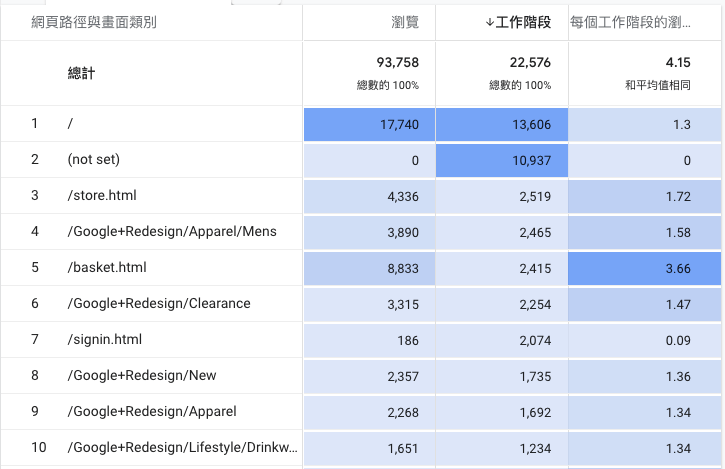 網頁路徑與畫面類別 瀏覽 ↓工作階段 每個工作階段的瀏…
總計 93,758 22,576 4.15
總數的 100% 總數的 100% 和平均值相同
1 / 17,740 13,606 1.3
2 (not set) 0 10,937 0
3 /store.html 4,336 2,519 1.72
4 /Google+Redesign/Apparel/Mens 3,890 2,465 1.58
5 /basket.html 8,833 2,415 3.66
6 /Google+Redesign/Clearance 3,315 2,254 1.47
7 /signin.html 186 2,074 0.09
8 /Google+Redesign/New 2,357 1,735 1.36
9 /Google+Redesign/Apparel 2,268 1,692 1.34
10 /Google+Redesign/Lifestyle/Drinkw… 1,651 1,234 1.34